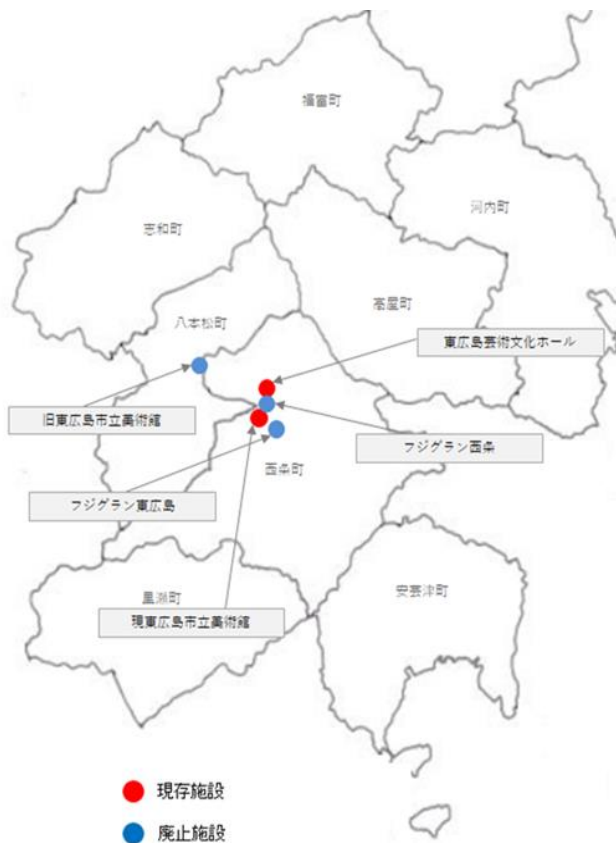 福富町
河内町
志和町
高屋町
八本松町
東広島芸術文化ホール
旧東広島市立美術館
フジグラン西条
西条町
フジグラン東広島
黒瀬町
安芸津町
現東広島市立美術館
現存施設
廃止施設